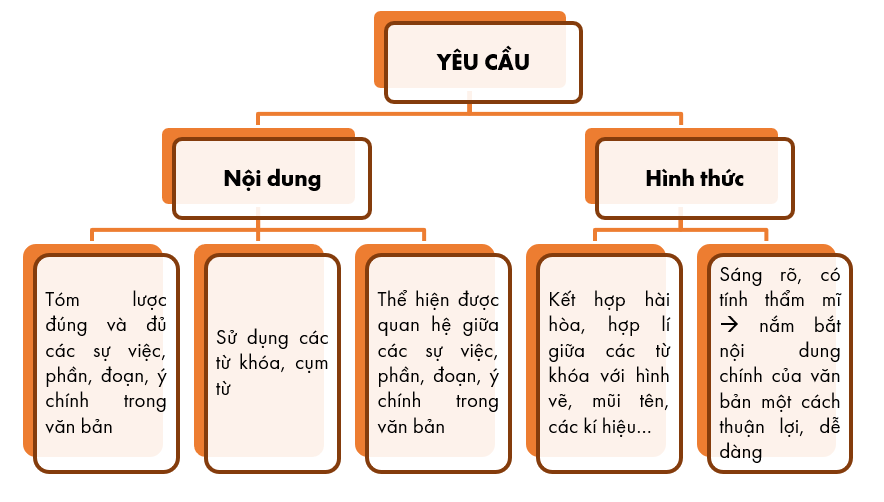 YÊU CẦU
Nội dung
Hình thức
Tóm lược
đúng và đủ
các sự việc,
phần, đoạn, ý
chính trong
văn bản
Sử dụng các
từ khóa, cụm
từ
Thể hiện được
quan hệ giữa
các sự việc,
phần, đoạn, ý
chính trong
văn bản
Kết hợp hài
hòa, hợp lí
giữa các từ
khóa với hình
vẽ, mũi tên,
các kí hiệu...
Sáng rõ, có
tính thẩm mĩ
→ nắm bắt
nội dung
chính của văn
bản một cách
thuận lợi, dễ
dàng